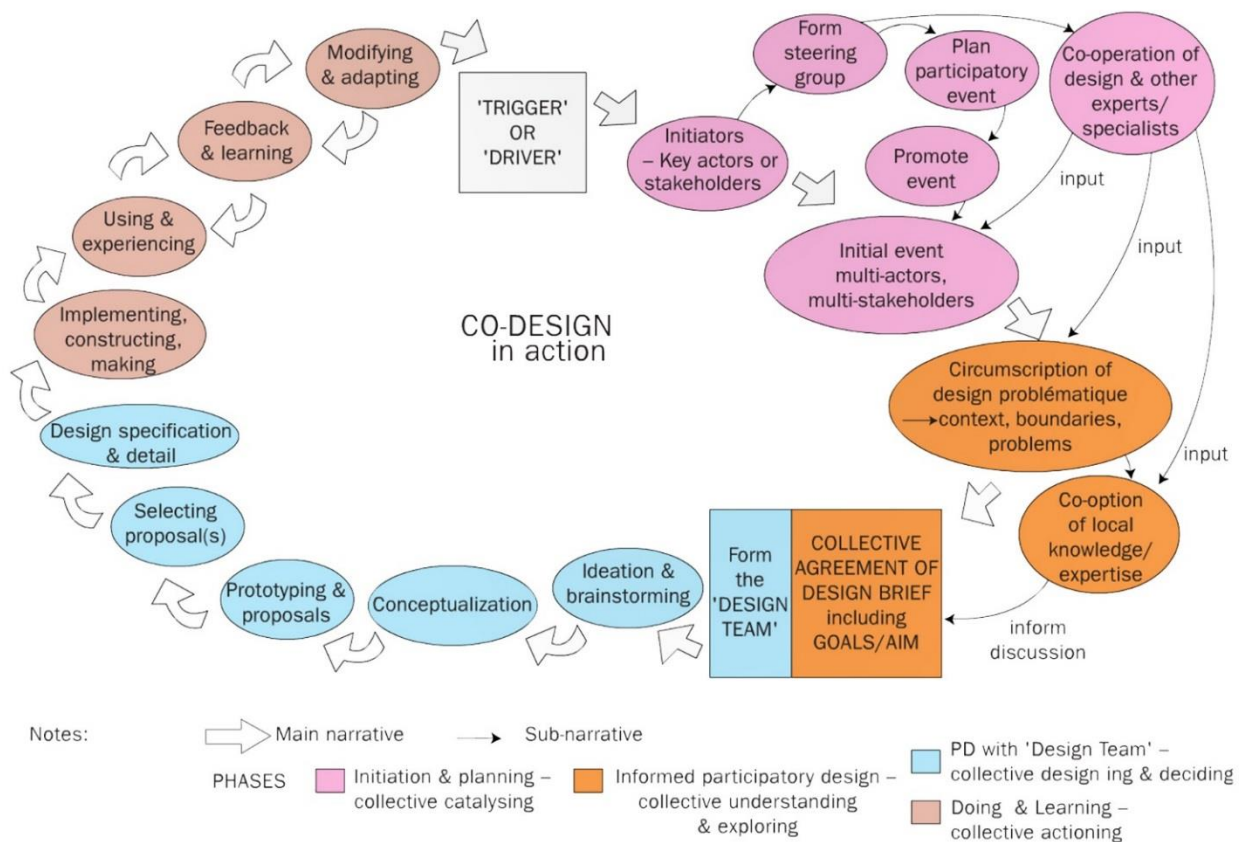 Modifying
& adapting
Feedback
& learning
Using &
experiencing
Implementing,
constructing,
making
'TRIGGER'
OR
'DRIVER'
Initiators
– Key actors or
stakeholders
Form
steering
group
Plan
participatory
event
Promote
event
Co-operation of
design & other
experts/
specialists
input
input
input
Initial event
multi-actors,
multi-stakeholders
CO-DESIGN
in action
Circumscription of
design problématique
context, boundaries,
problems
Co-option
of local
knowledge/
expertise
inform
discussion
COLLECTIVE
AGREEMENT OF
DESIGN BRIEF
including
GOALS/AIM
Form
the
'DESIGN
TEAM'
Ideation &
brainstorming
Conceptualization
Prototyping &
proposals
Selecting
proposal(s)
Design specification
& detail
Notes:
Main narrative
Sub-narrative
PHASES
Initiation & planning –
collective catalysing
Informed participatory design –
collective understanding
& exploring
PD with 'Design Team' –
collective design ing & deciding
Doing & Learning –
collective actioning